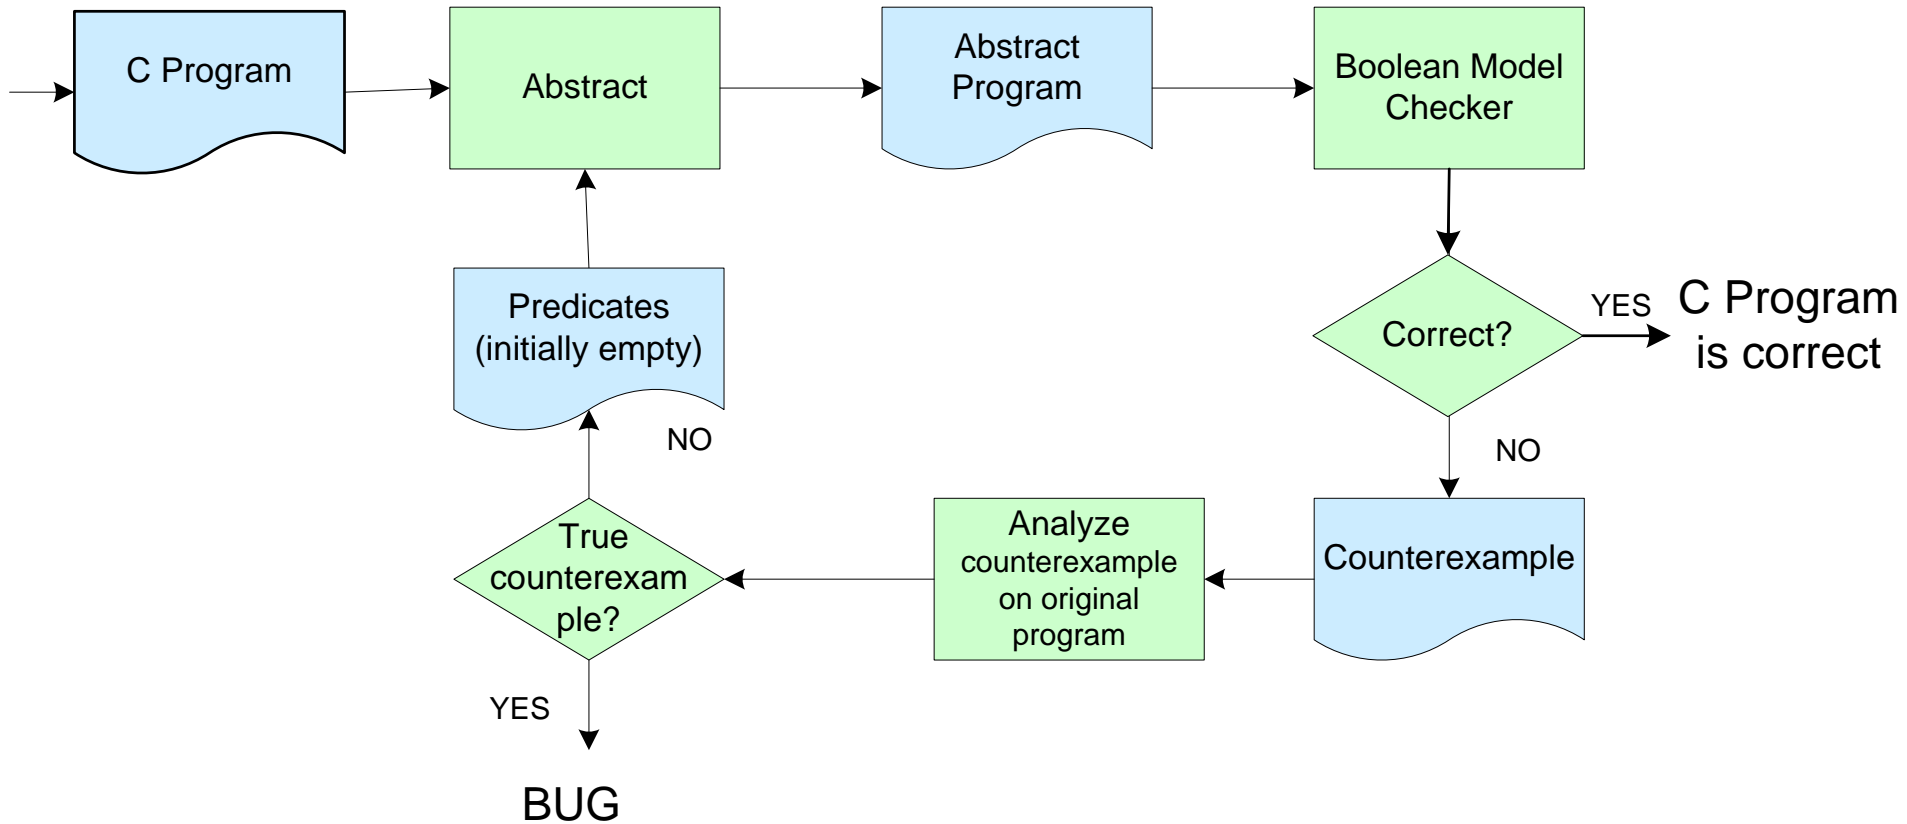 C Program
Abstract
Abstract
Program
Boolean Model
Checker
Predicates
(initially empty)
Correct?
YES
C Program
is correct
NO
NO
True
counterexam
ple?
Analyze
counterexample
on original
program
Counterexample
YES
BUG